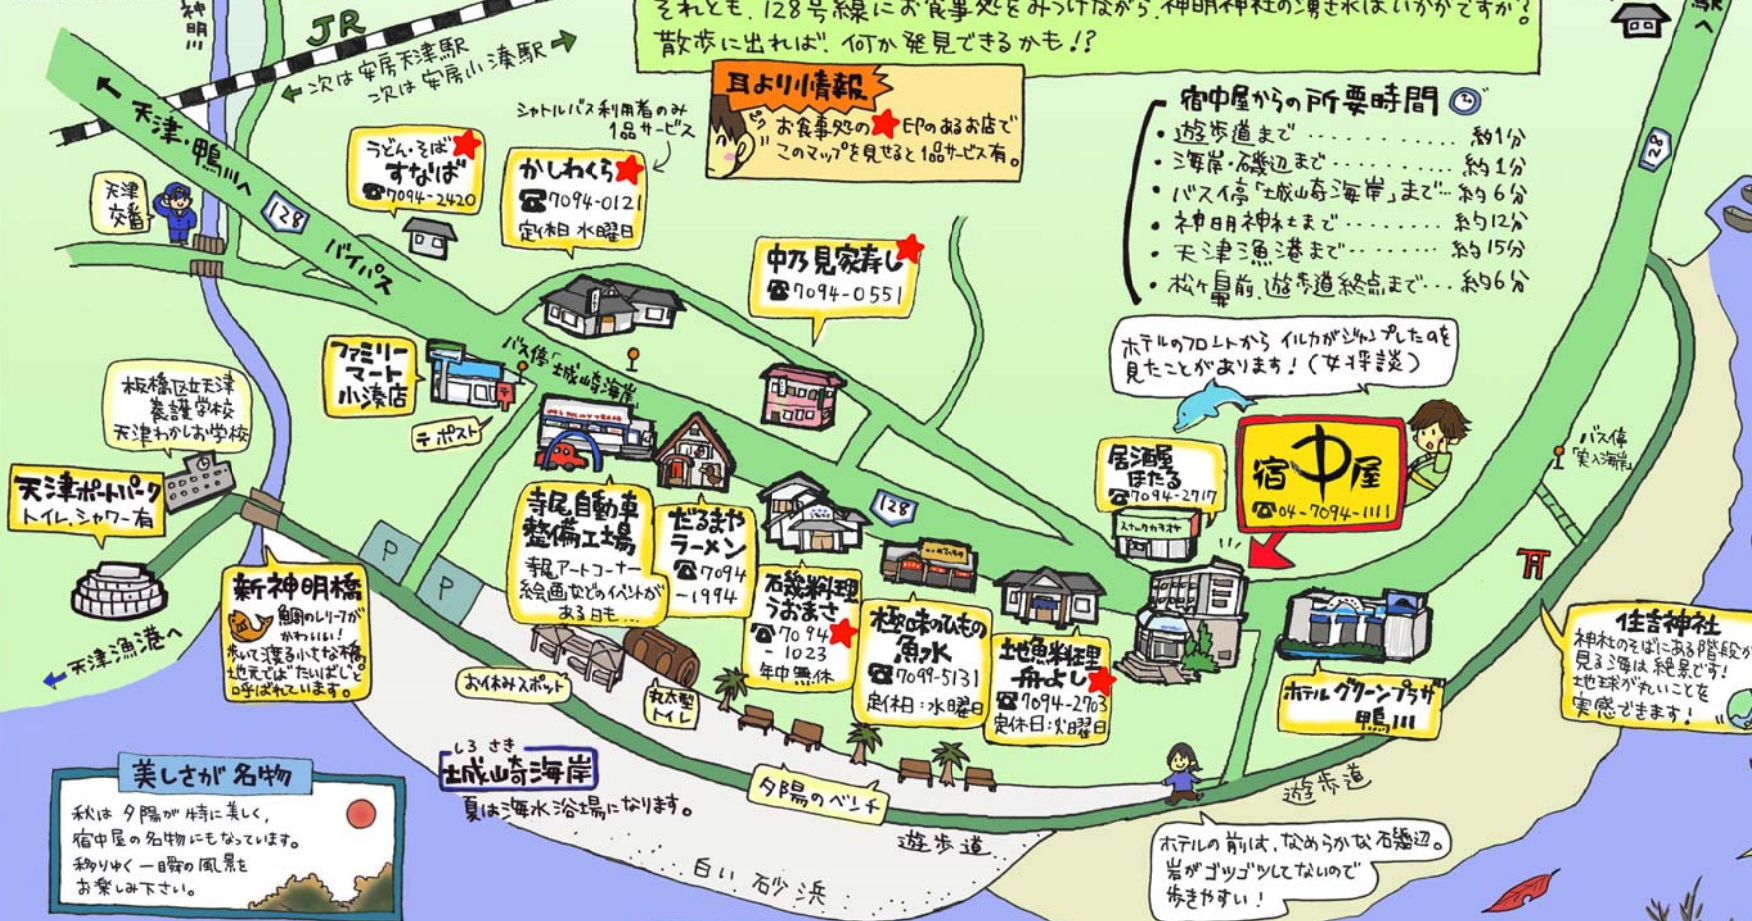 それとも、128号線にお食事処をみつけながら、神明神社の湧き水はいかがですか?
散歩に出れば、何か発見できるかも!?
神明川
JR
次は安房天津駅
次は安房小湊駅
天津・鴨川へ
128
バイパス
天津
交番
うどん・そば
すなば
☎7094-2420
シャトルバス利用者のみ
1品サービス
かしわくら
☎7094-0121
定休日 水曜日
耳より情報
お食事処の★印のあるお店で
このマップを見せると1品サービス有。
中乃見家寿し
☎7094-0551
宿中屋からの所要時間
・遊歩道まで………… 約1分
・海岸・磯辺まで………… 約1分
・バス停「城崎海岸」まで… 約6分
・神明神社まで……… 約12分
・天津漁港まで……… 約15分
・松ヶ鼻前、遊歩道終点まで… 約6分
128
駅へ
ホテルのフロントからイルカがジャンプしたのを
見たことがあります!(女将談)
ファミリー
マート
小湊店
〒ポスト
バス停「城崎海岸」
板橋区立天津
養護学校
天津わかしお学校
天津ポートパーク
トイレ、シャワー有
天津漁港へ
新神明橋
鯛のレリーフが
かわいい!
歩いて渡る小さな橋。
地元では"たいばし"と
呼ばれています。
P
P
寺尾自動車
整備工場
寺尾アートコーナー
絵画などのイベントが
ある日も…
だるまや
ラーメン
☎7094
-1994
石幾料理
うおまさ
☎7094
-1023
年中無休
128
極味のひもの
魚水
☎7099-5131
定休日:水曜日
地魚料理
舟よし
☎7094-2703
定休日:火曜日
居酒屋
ほたる
☎7094-2717
スナックカラオケ
宿中屋
☎04-7094-1111
バス停
「実入海岸」
ホテルグリーンプラザ
鴨川
住吉神社
神社のそばにある階段から
見る海は絶景です!
地球が丸いことを
実感できます!
お休みスポット
丸太型
トイレ
しろ さき
城崎海岸
夏は海水浴場になります。
夕陽のベンチ
遊歩道
遊歩道
白い砂浜
ホテルの前は、なめらかな石磯辺。
岩がゴツゴツしてないので
歩きやすい!
美しさが名物
秋は夕陽が特に美しく、
宿中屋の名物にもなっています。
移りゆく一瞬の風景を
お楽しみ下さい。